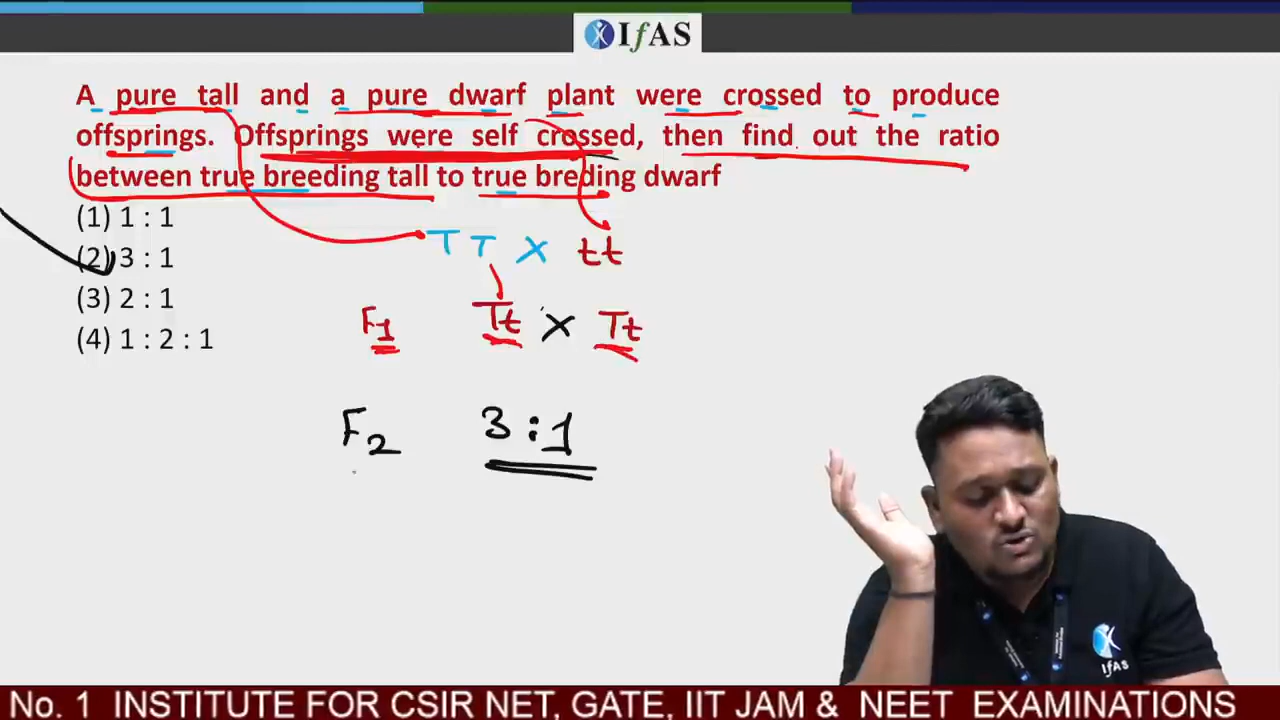 IfAS
A pure tall and a pure dwarf plant were crossed to produce
offsprings. Offsprings were self crossed, then find out the ratio
between true breeding tall to true breding dwarf
(1) 1 : 1
(2) 3 : 1
(3) 2 : 1
(4) 1 : 2 : 1
T T X tt
F1 Tt X Tt
F2 3:1
IfAS
No. 1 INSTITUTE FOR CSIR NET, GATE, IIT JAM & NEET EXAMINATIONS